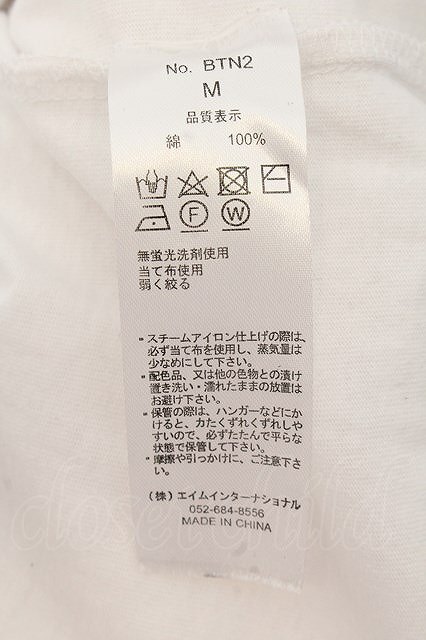 No. BTN2
M
品質表示
綿 100%
F W
無蛍光洗剤使用
当て布使用
弱く絞る
・スチームアイロン仕上げの際は、
必ず当て布を使用し、蒸気量は
少なめにして下さい。
・配色品、又は他の色物との漬け
置き洗い・濡れたままの放置は
お避け下さい。
・保管の際は、ハンガーなどにか
けると、カたくずれくずれしや
すいので、必ずたたんで平らな
状態で保管して下さい。
・摩擦や引っかけに、ご注意下さ
い。
(株)エイムインターナショナル
052-684-8556
MADE IN CHINA
closet child